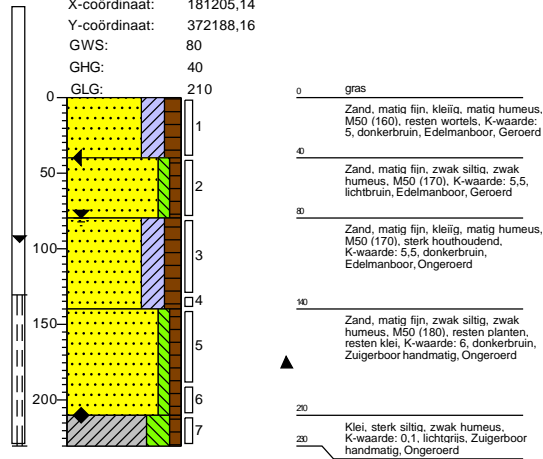 X-coördinaat: 181205,14
Y-coördinaat: 372188,16
GWS: 80
GHG: 40
GLG: 210
0
50
100
150
200
1
2
3
4
5
6
7
0 gras
Zand, matig fijn, kleiïg, matig humeus,
M50 (160), resten wortels, K-waarde:
5, donkerbruin, Edelmanboor, Geroerd
40
Zand, matig fijn, zwak siltig, zwak
humeus, M50 (170), K-waarde: 5,5,
lichtbruin, Edelmanboor, Geroerd
80
Zand, matig fijn, kleiïg, matig humeus,
M50 (170), sterk houthoudend,
K-waarde: 5,5, donkerbruin,
Edelmanboor, Ongeroerd
140
Zand, matig fijn, zwak siltig, zwak
humeus, M50 (180), resten planten,
resten klei, K-waarde: 6, donkerbruin,
Zuigerboor handmatig, Ongeroerd
210
Klei, sterk siltig, zwak humeus,
K-waarde: 0,1, lichtgrijs, Zuigerboor
handmatig, Ongeroerd
230